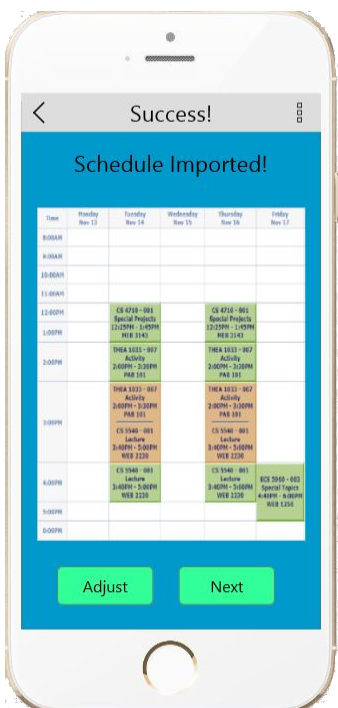 Success!
Schedule Imported!
Time Monday Tuesday Wednesday Thursday Friday
Nov 13 Nov 14 Nov 15 Nov 16 Nov 17
9:00AM
10:00AM
11:00AM
12:00PM
CS 4710 - 001 CS 4710 - 001
Special Projects Special Projects
12:25PM - 1:45PM 12:25PM - 1:45PM
MEB 3143 MEB 3143
1:00PM
2:00PM
THEA 1033 - 007 THEA 1033 - 007
Activity Activity
2:00PM - 3:30PM 2:00PM - 3:30PM
PAB 101 PAB 101
3:00PM
THEA 1033 - 007 THEA 1033 - 007
Activity Activity
2:00PM - 3:30PM 2:00PM - 3:30PM
PAB 101 PAB 101
CS 5540 - 001 CS 5540 - 001
Lecture Lecture
3:40PM - 5:00PM 3:40PM - 5:00PM
WEB 2230 WEB 2230
4:00PM
CS 5540 - 001 CS 5540 - 001 ECE 5960 - 003
Lecture Lecture Special Topics
3:40PM - 5:00PM 3:40PM - 5:00PM 4:40PM - 6:00PM
WEB 2230 WEB 2230 WEB 1250
5:00PM
Adjust Next